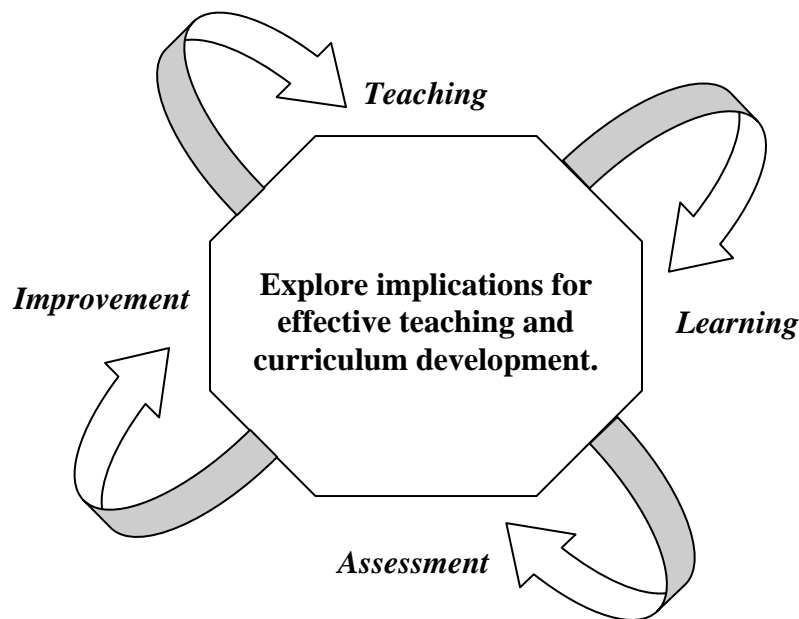 Teaching
Improvement
Explore implications for
effective teaching and
curriculum development.
Learning
Assessment